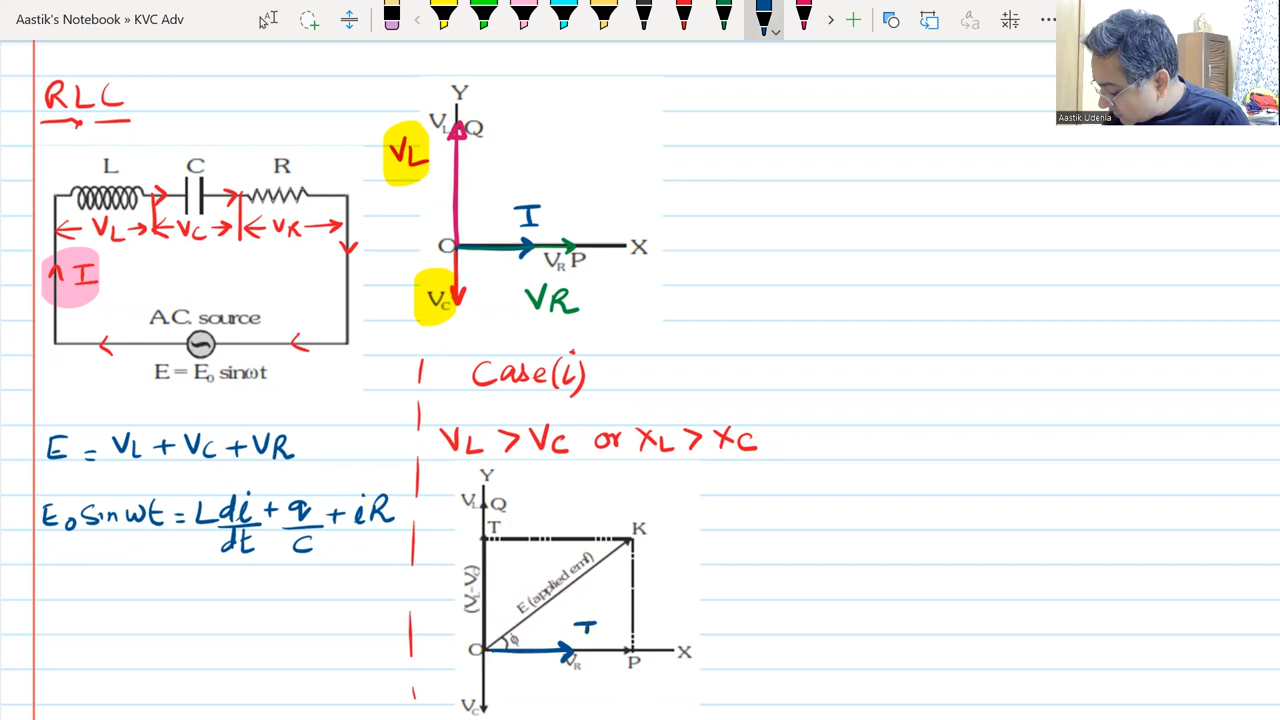 Aastik's Notebook » KVC Adv
Aastik Udenia
RLC
L C R
VL VC VR
I
A.C. source
E = E0 sinωt
E = VL + VC + VR
E0 Sin wt = L di/dt + q/C + iR
Y
VL Q
VL
I
O X
VR P
VC
VR
Case(i)
VL > VC or XL > XC
Y
VL Q
T K
(VL-VC)
E (applied emf)
I
ϕ
O X
VR P
VC